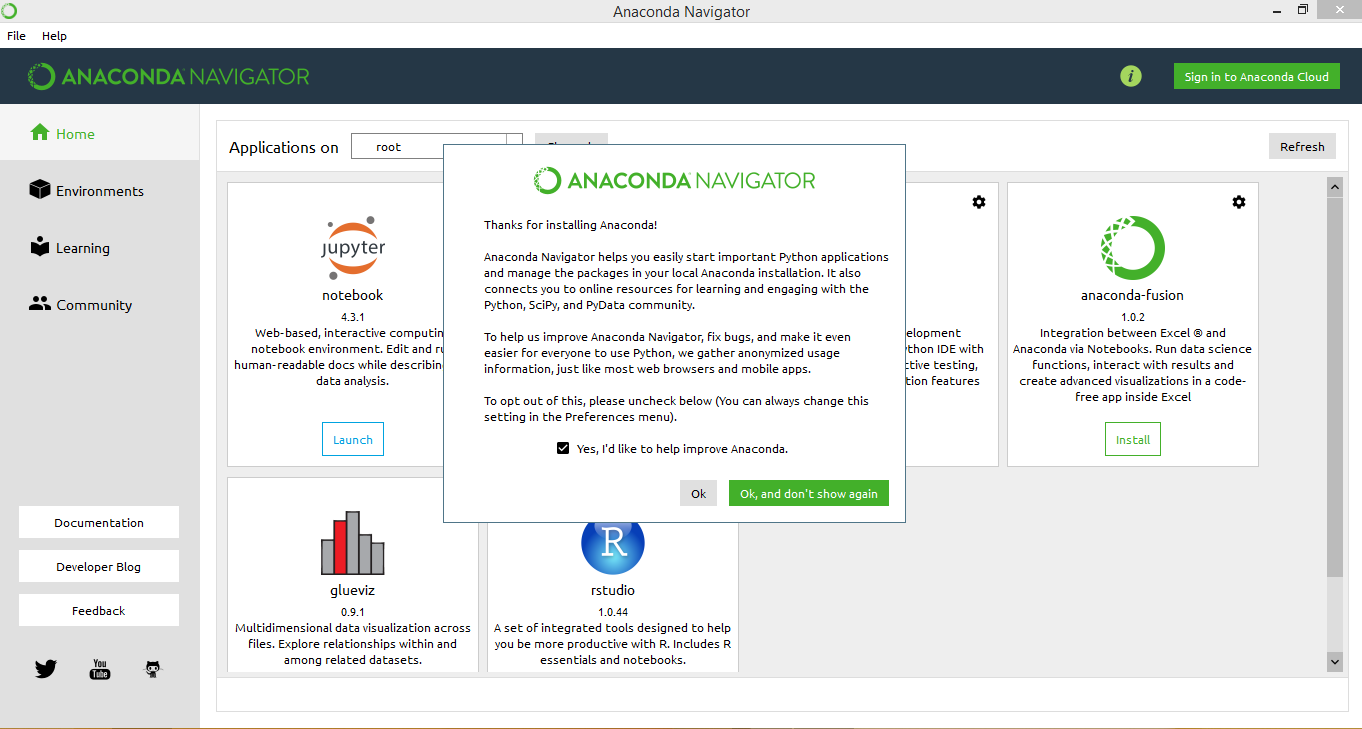 Anaconda Navigator
File Help
ANACONDA NAVIGATOR
i
Sign in to Anaconda Cloud
Home
Environments
Learning
Community
Documentation
Developer Blog
Feedback
You
Tube
Applications on
root
Refresh
jupyter
notebook
4.3.1
Web-based, interactive computin
notebook environment. Edit and ru
human-readable docs while describing
data analysis.
Launch
ANACONDA NAVIGATOR
Thanks for installing Anaconda!
Anaconda Navigator helps you easily start important Python applications
and manage the packages in your local Anaconda installation. It also
connects you to online resources for learning and engaging with the
Python, SciPy, and PyData community.
To help us improve Anaconda Navigator, fix bugs, and make it even
easier for everyone to use Python, we gather anonymized usage
information, just like most web browsers and mobile apps.
To opt out of this, please uncheck below (You can always change this
setting in the Preferences menu).
Yes, I'd like to help improve Anaconda.
Ok
Ok, and don't show again
elopment
thon IDE with
ctive testing,
tion features
anaconda-fusion
1.0.2
Integration between Excel ® and
Anaconda via Notebooks. Run data science
functions, interact with results and
create advanced visualizations in a code-
free app inside Excel
Install
glueviz
0.9.1
Multidimensional data visualization across
files. Explore relationships within and
among related datasets.
R
rstudio
1.0.44
A set of integrated tools designed to help
you be more productive with R. Includes R
essentials and notebooks.